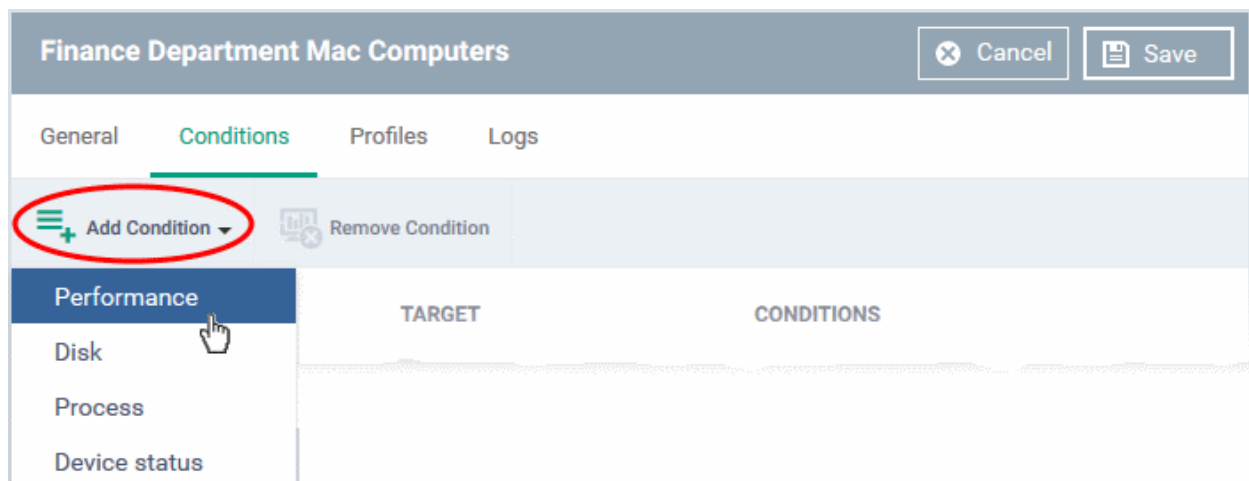 Finance Department Mac Computers
Cancel
Save
General Conditions Profiles Logs
Add Condition Remove Condition
Performance
TARGET CONDITIONS
Disk
Process
Device status